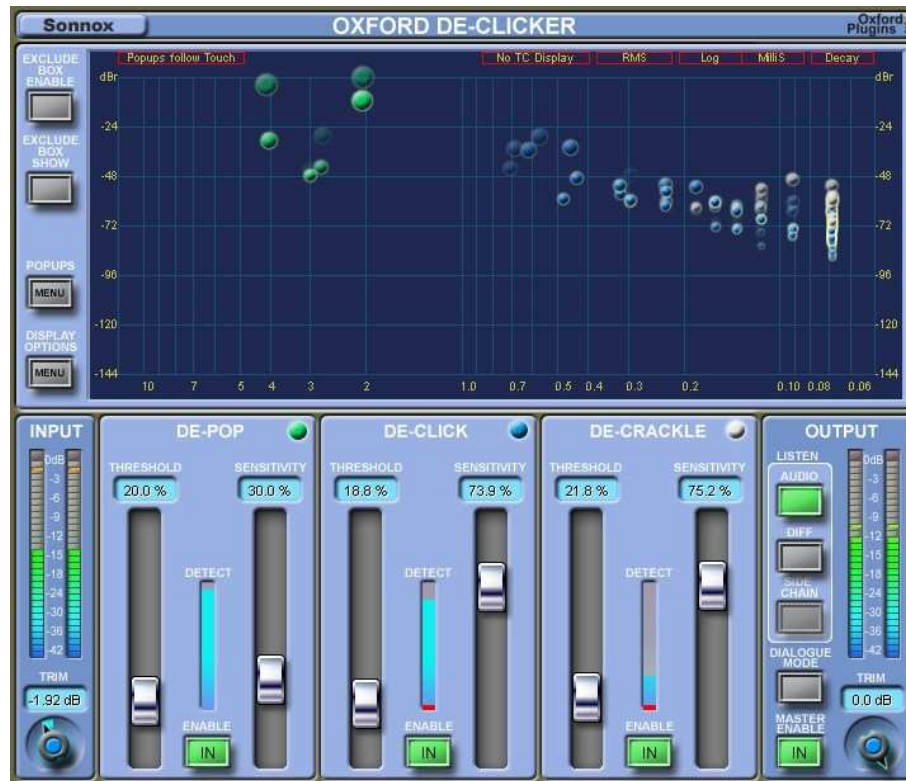 Sonnox
OXFORD DE-CLICKER
Oxford
Plugins
EXCLUDE
BOX
ENABLE
EXCLUDE
BOX
SHOW
POPUPS
MENU
DISPLAY
OPTIONS
MENU
Popups follow Touch
No TC Display
RMS
Log
MilliS
Decay
dBr
-24
-48
-72
-96
-120
-144
dBr
-24
-48
-72
-96
-120
-144
10 7 5 4 3 2 1.0 0.7 0.5 0.4 0.3 0.2 0.10 0.08 0.06
INPUT
0dB
-3
-6
-9
-12
-15
-18
-24
-30
-36
-42
TRIM
-1.92 dB
DE-POP
THRESHOLD SENSITIVITY
20.0 % 30.0 %
DETECT
ENABLE
IN
DE-CLICK
THRESHOLD SENSITIVITY
18.8 % 73.9 %
DETECT
ENABLE
IN
DE-CRACKLE
THRESHOLD SENSITIVITY
21.8 % 75.2 %
DETECT
ENABLE
IN
OUTPUT
LISTEN
AUDIO
DIFF
SIDE
CHAIN
DIALOGUE
MODE
MASTER
ENABLE
IN
0dB
-3
-6
-9
-12
-15
-18
-24
-30
-36
-42
TRIM
0.0 dB